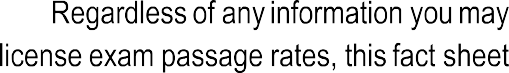 Regardless of any information you may
license exam passage rates, this fact sheet